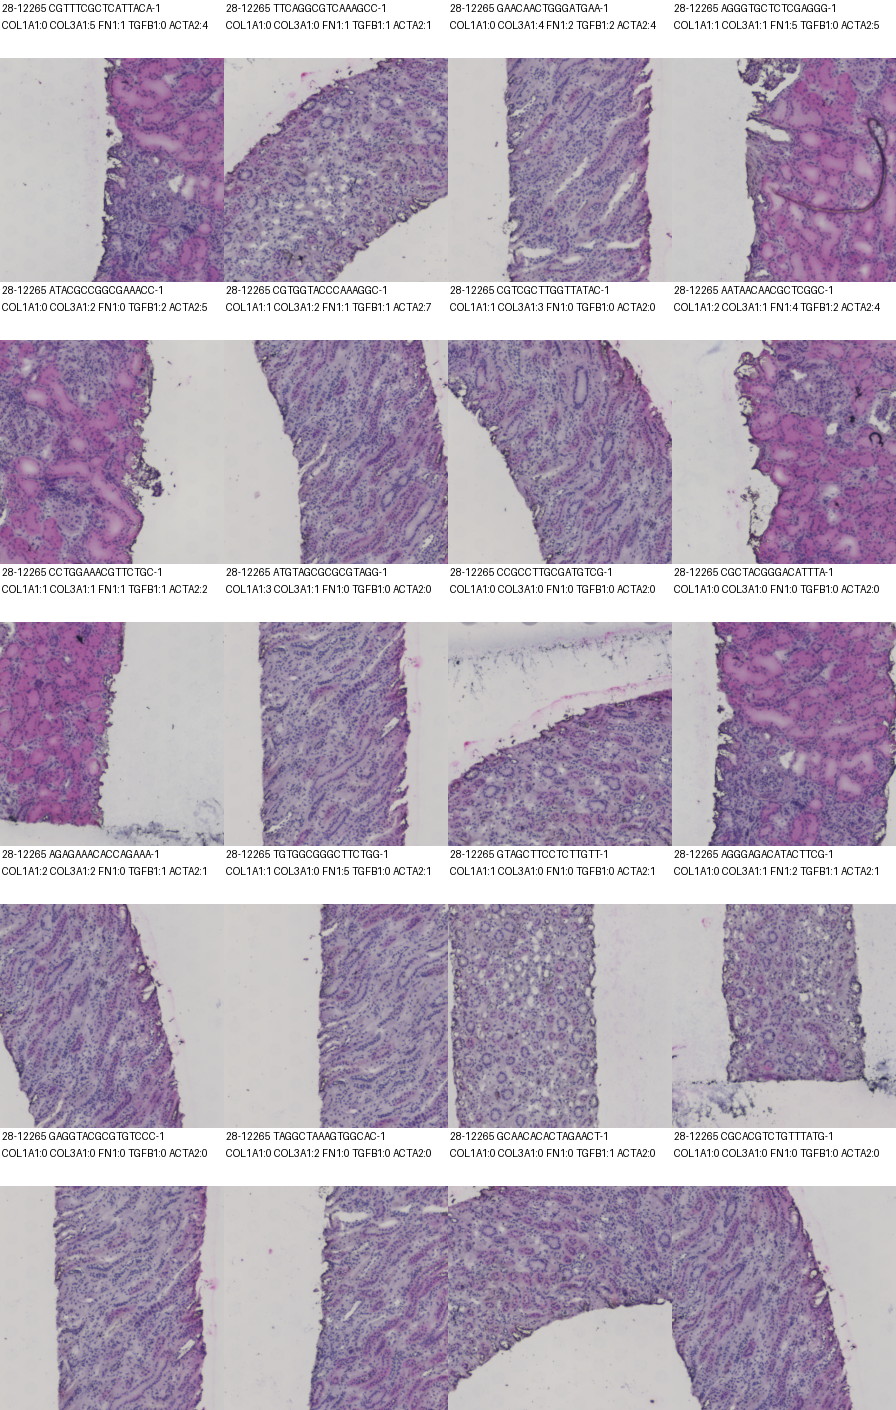 28-12265 CGTTTCGCTCATTACA-1
COL1A1:0 COL3A1:5 FN1:1 TGFB1:0 ACTA2:4
28-12265 TTCAGGCGTCAAAGCC-1
COL1A1:0 COL3A1:0 FN1:1 TGFB1:1 ACTA2:1
28-12265 GAACAACTGGGATGAA-1
COL1A1:0 COL3A1:4 FN1:2 TGFB1:2 ACTA2:4
28-12265 AGGGTGCTCTCGAGGG-1
COL1A1:1 COL3A1:1 FN1:5 TGFB1:0 ACTA2:5
28-12265 ATACGCCGGCGAAACC-1
COL1A1:0 COL3A1:2 FN1:0 TGFB1:2 ACTA2:5
28-12265 CGTGGTACCCAAAGGC-1
COL1A1:1 COL3A1:2 FN1:1 TGFB1:1 ACTA2:7
28-12265 CGTCGCTTGGTTATAC-1
COL1A1:1 COL3A1:3 FN1:0 TGFB1:0 ACTA2:0
28-12265 AATAACAACGCTCGGC-1
COL1A1:2 COL3A1:1 FN1:4 TGFB1:2 ACTA2:4
28-12265 CCTGGAAACGTTCTGC-1
COL1A1:1 COL3A1:1 FN1:1 TGFB1:1 ACTA2:2
28-12265 ATGTAGCGCGCGTAGG-1
COL1A1:3 COL3A1:1 FN1:0 TGFB1:0 ACTA2:0
28-12265 CCGCCTTGCGATGTCG-1
COL1A1:0 COL3A1:0 FN1:0 TGFB1:0 ACTA2:0
28-12265 CGCTACGGGACATTTA-1
COL1A1:0 COL3A1:0 FN1:0 TGFB1:0 ACTA2:0
28-12265 AGAGAAACACCAGAAA-1
COL1A1:2 COL3A1:2 FN1:0 TGFB1:1 ACTA2:1
28-12265 TGTGGCGGGCTTCTGG-1
COL1A1:1 COL3A1:0 FN1:5 TGFB1:0 ACTA2:1
28-12265 GTAGCTTCCTCTTGTT-1
COL1A1:1 COL3A1:0 FN1:0 TGFB1:0 ACTA2:1
28-12265 AGGGAGACATACTTCG-1
COL1A1:0 COL3A1:1 FN1:2 TGFB1:1 ACTA2:1
28-12265 GAGGTACGCGTGTCCC-1
COL1A1:0 COL3A1:0 FN1:0 TGFB1:0 ACTA2:0
28-12265 TAGGCTAAAGTGGCAC-1
COL1A1:0 COL3A1:2 FN1:0 TGFB1:0 ACTA2:0
28-12265 GCAACACACTAGAACT-1
COL1A1:0 COL3A1:0 FN1:0 TGFB1:1 ACTA2:0
28-12265 CGCACGTCTGTTTATG-1
COL1A1:0 COL3A1:0 FN1:0 TGFB1:0 ACTA2:0